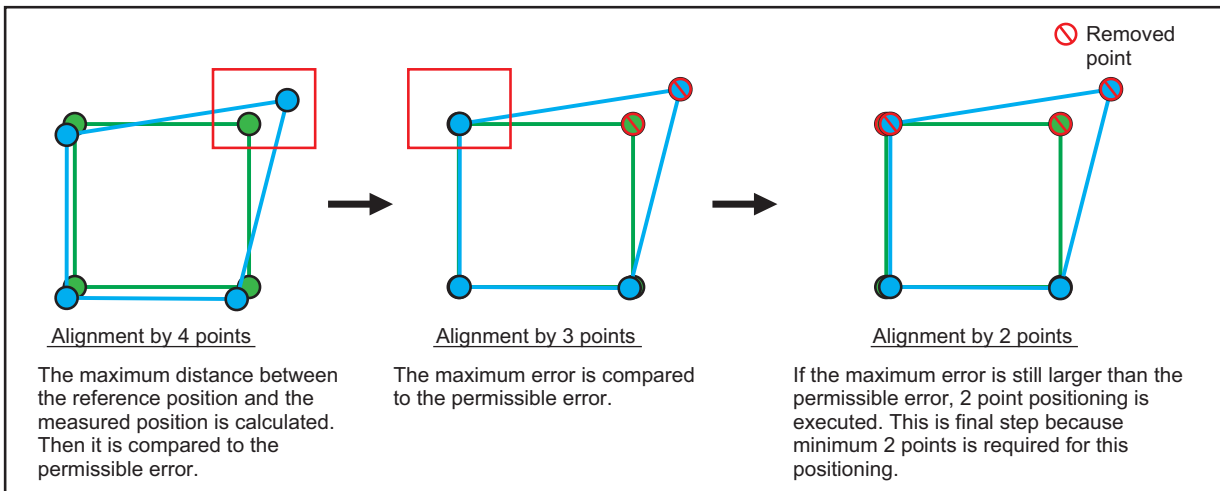 Removed
point
Alignment by 4 points
The maximum distance between
the reference position and the
measured position is calculated.
Then it is compared to the
permissible error.
Alignment by 3 points
The maximum error is compared
to the permissible error.
Alignment by 2 points
If the maximum error is still larger than the
permissible error, 2 point positioning is
executed. This is final step because
minimum 2 points is required for this
positioning.